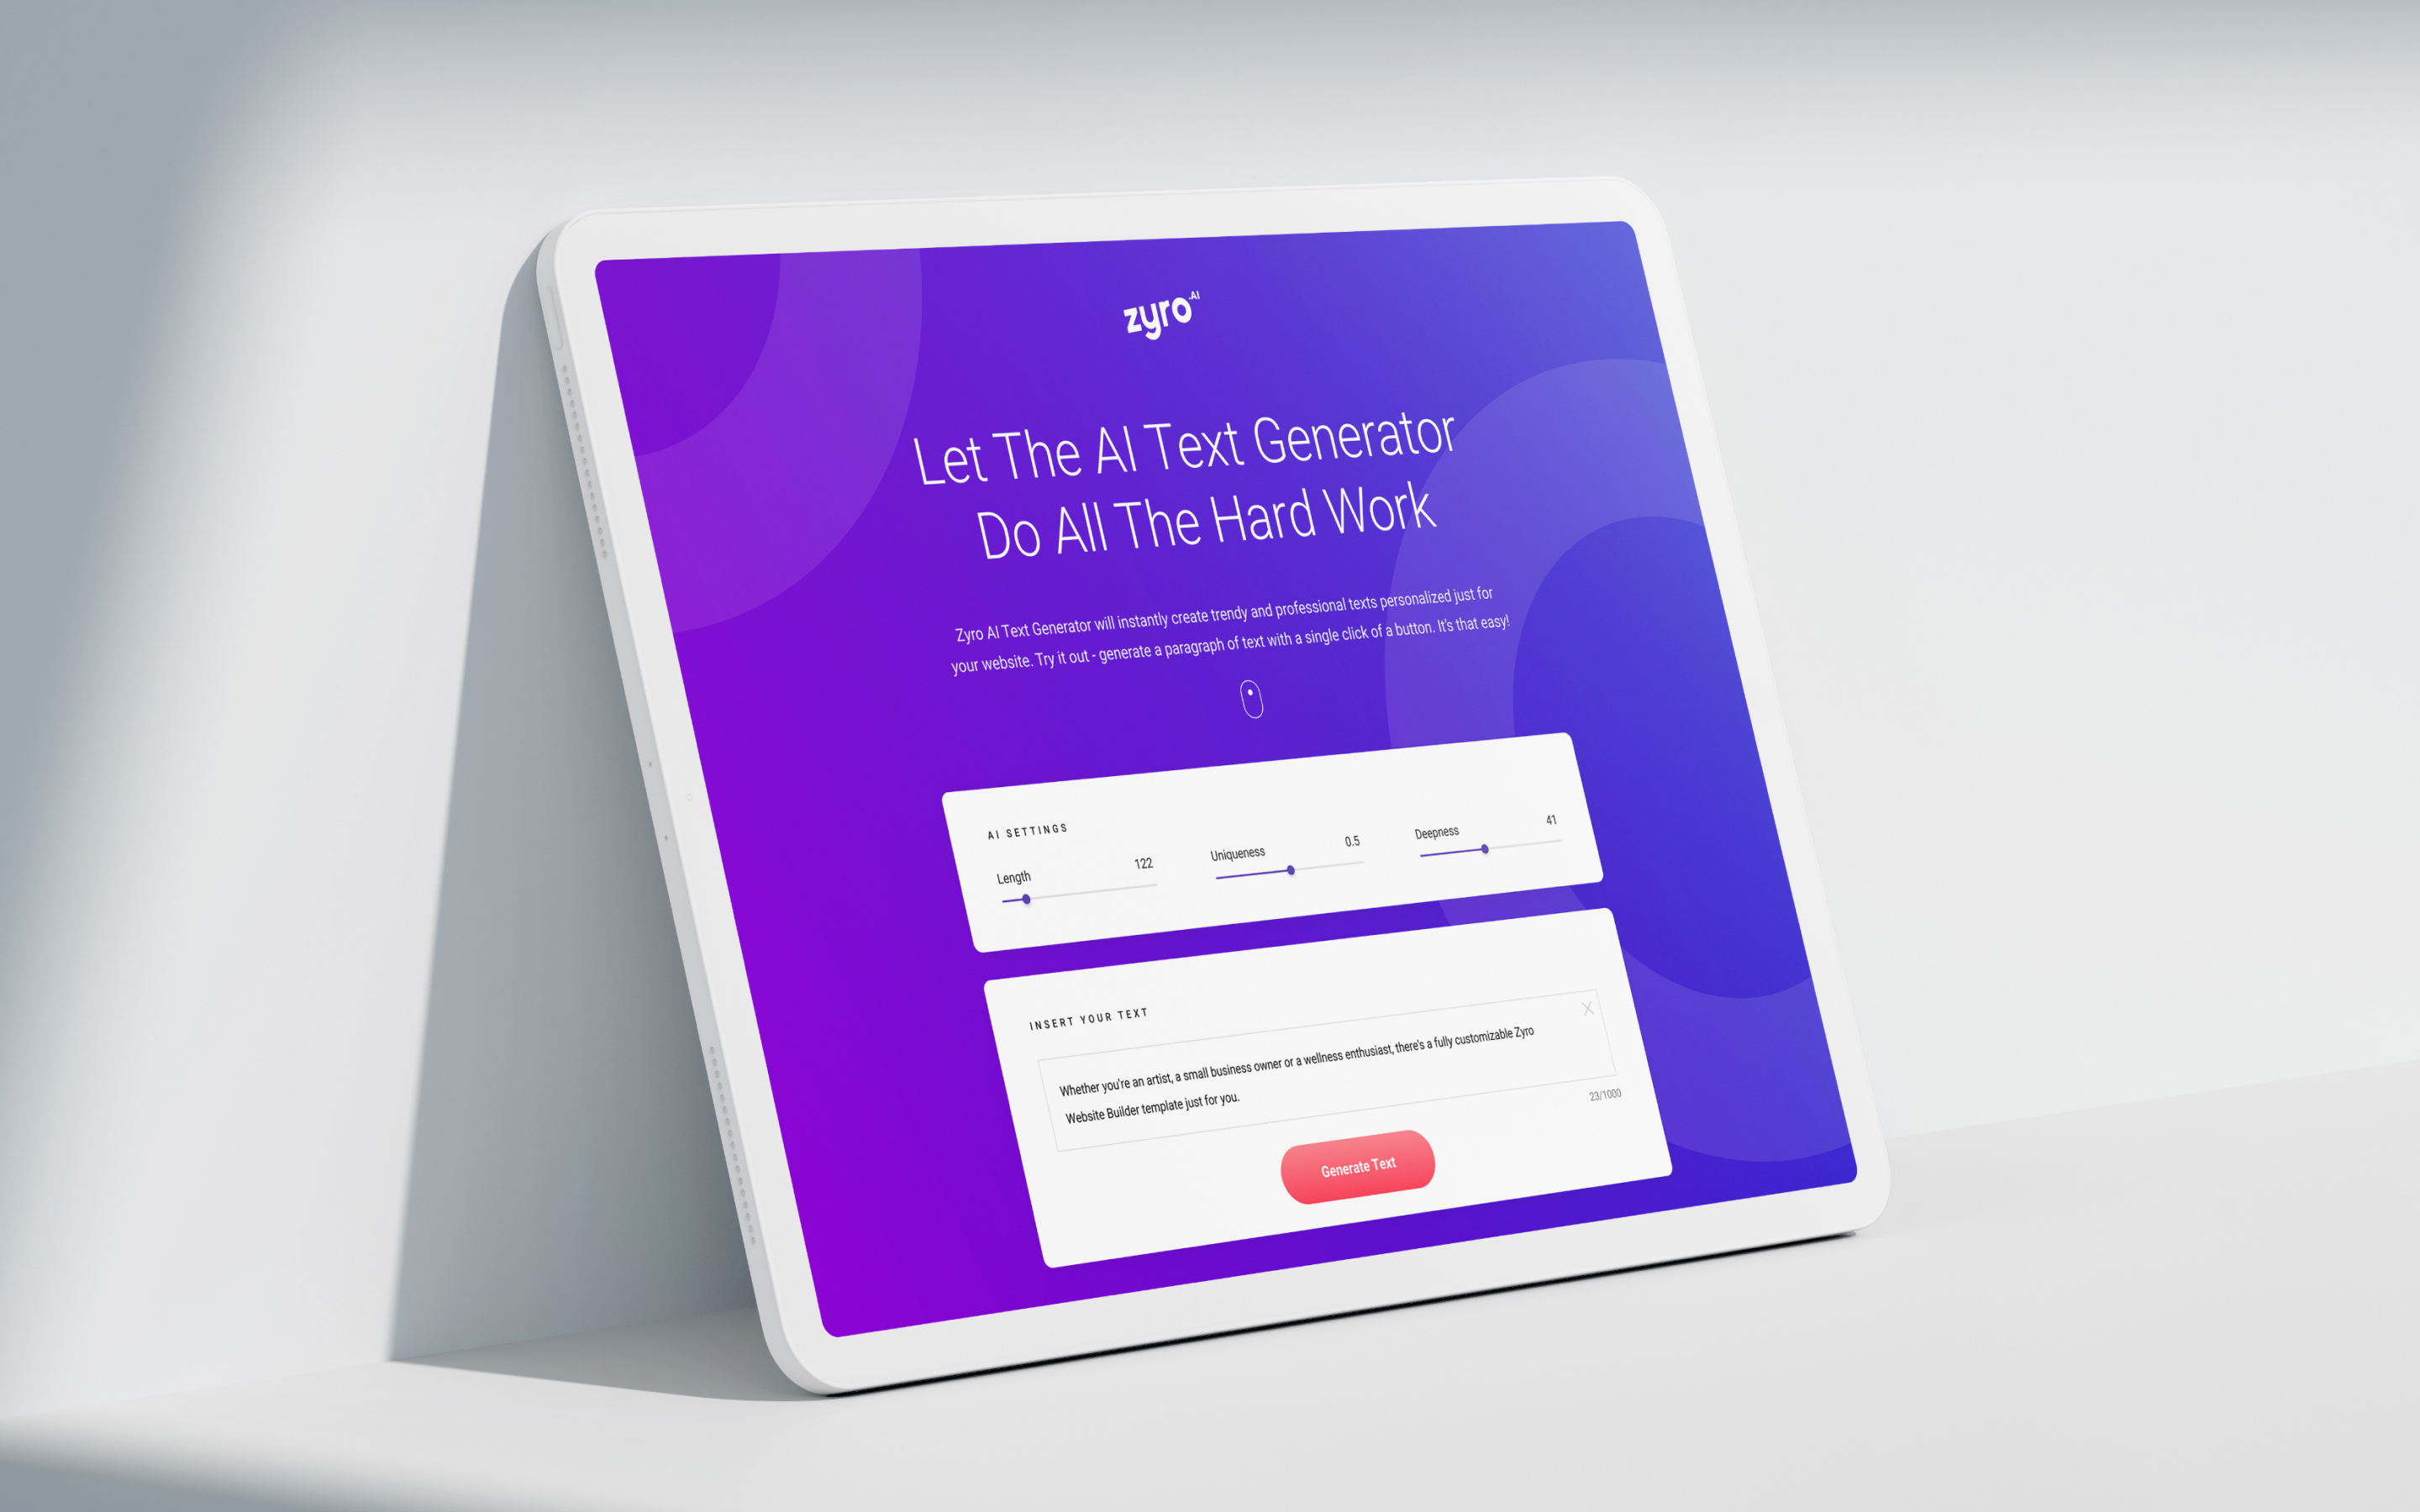 zyro.AI
Let The AI Text Generator
Do All The Hard Work
Zyro AI Text Generator will instantly create trendy and professional texts personalized just for
your website. Try it out - generate a paragraph of text with a single click of a button. It's that easy!
AI SETTINGS
Length 122
Uniqueness 0.5
Deepness 41
INSERT YOUR TEXT
Whether you're an artist, a small business owner or a wellness enthusiast, there's a fully customizable Zyro
Website Builder template just for you.
23/1000
Generate Text